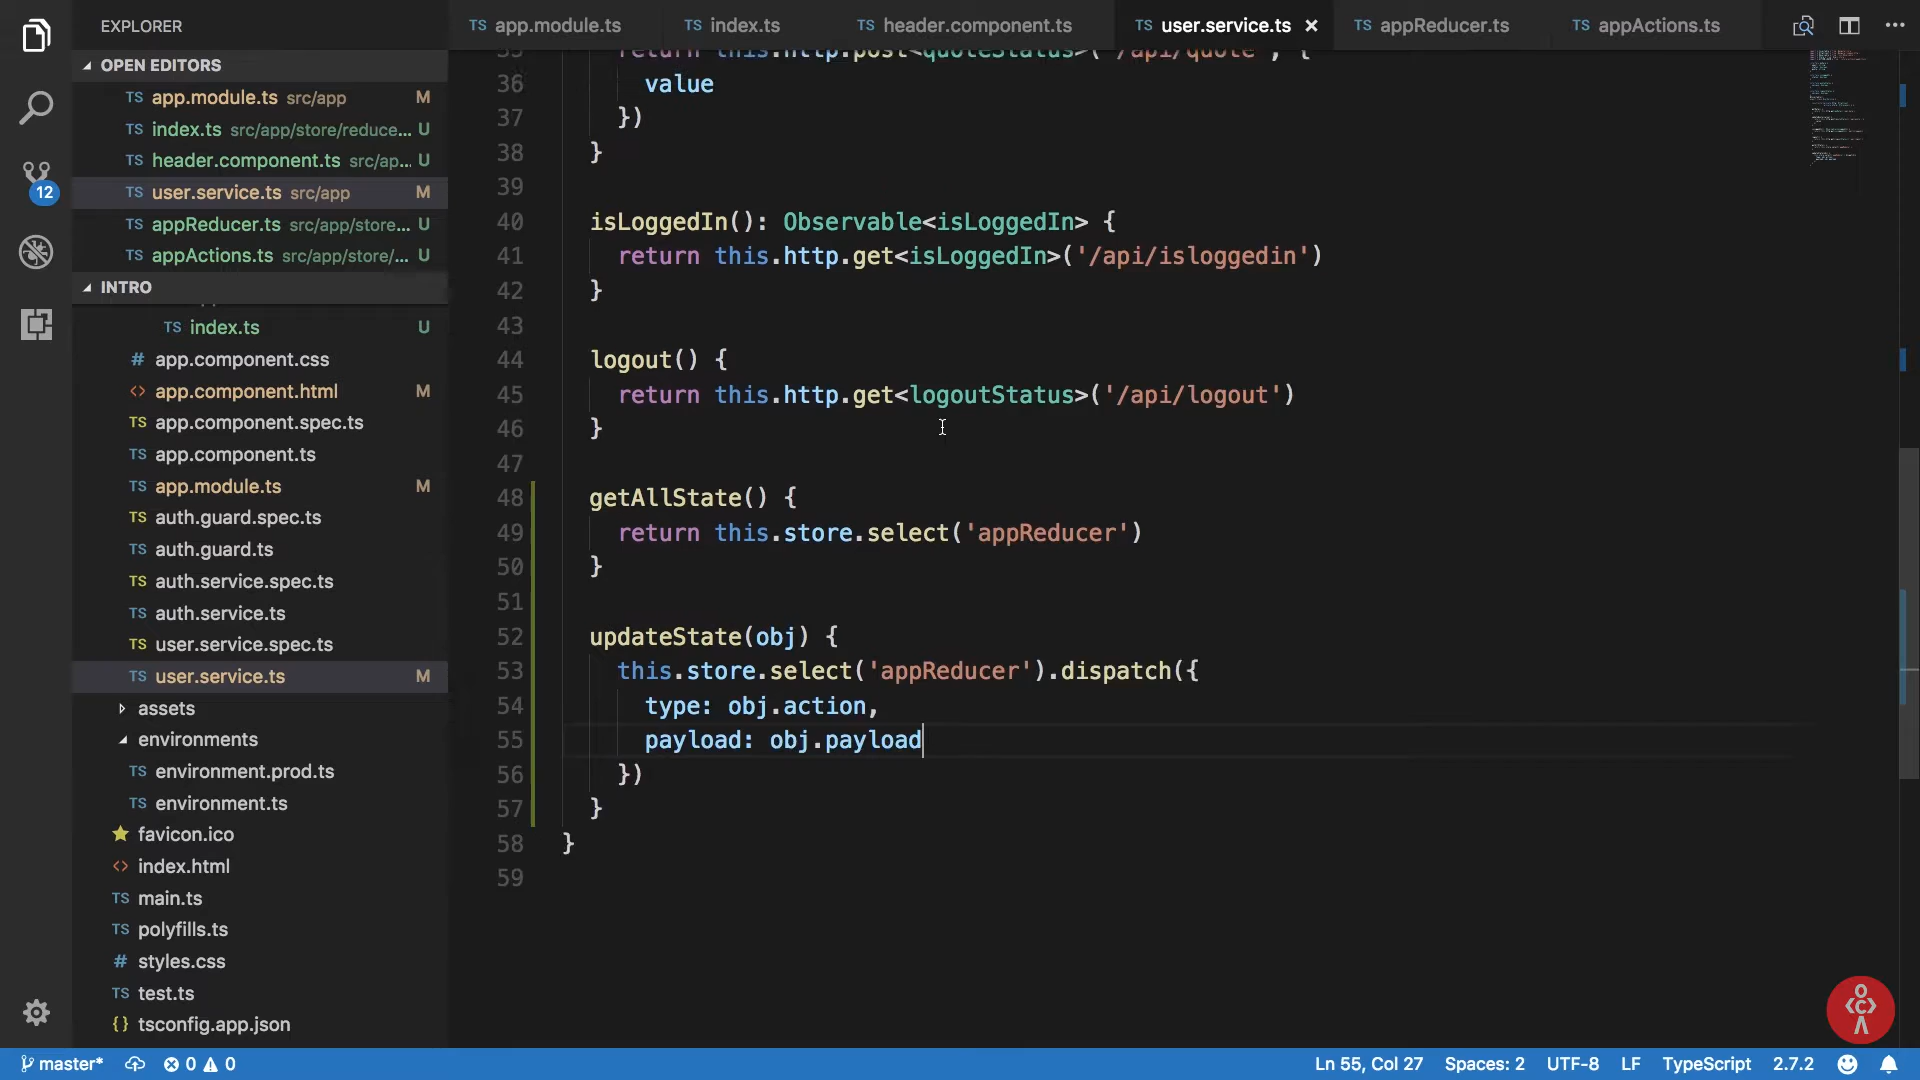 EXPLORER
OPEN EDITORS
TS app.module.ts src/app M
TS index.ts src/app/store/reduce... U
TS header.component.ts src/ap... U
TS user.service.ts src/app M
TS appReducer.ts src/app/store... U
TS appActions.ts src/app/store/... U
INTRO
TS index.ts U
# app.component.css
<> app.component.html M
TS app.component.spec.ts
TS app.component.ts
TS app.module.ts M
TS auth.guard.spec.ts
TS auth.guard.ts
TS auth.service.spec.ts
TS auth.service.ts
TS user.service.spec.ts
TS user.service.ts M
assets
environments
TS environment.prod.ts
TS environment.ts
favicon.ico
<> index.html
TS main.ts
TS polyfills.ts
# styles.css
TS test.ts
{} tsconfig.app.json
12
TS app.module.ts TS index.ts TS header.component.ts TS user.service.ts × TS appReducer.ts TS appActions.ts
35 return this.http.post<quoteStatus>('/api/quote', {
36 value
37 })
38 }
39
40 isLoggedIn(): Observable<isLoggedIn> {
41 return this.http.get<isLoggedIn>('/api/isloggedin')
42 }
43
44 logout() {
45 return this.http.get<logoutStatus>('/api/logout')
46 }
47
48 getAllState() {
49 return this.store.select('appReducer')
50 }
51
52 updateState(obj) {
53 this.store.select('appReducer').dispatch({
54 type: obj.action,
55 payload: obj.payload
56 })
57 }
58 }
59
master* 0 0 Ln 55, Col 27 Spaces: 2 UTF-8 LF TypeScript 2.7.2